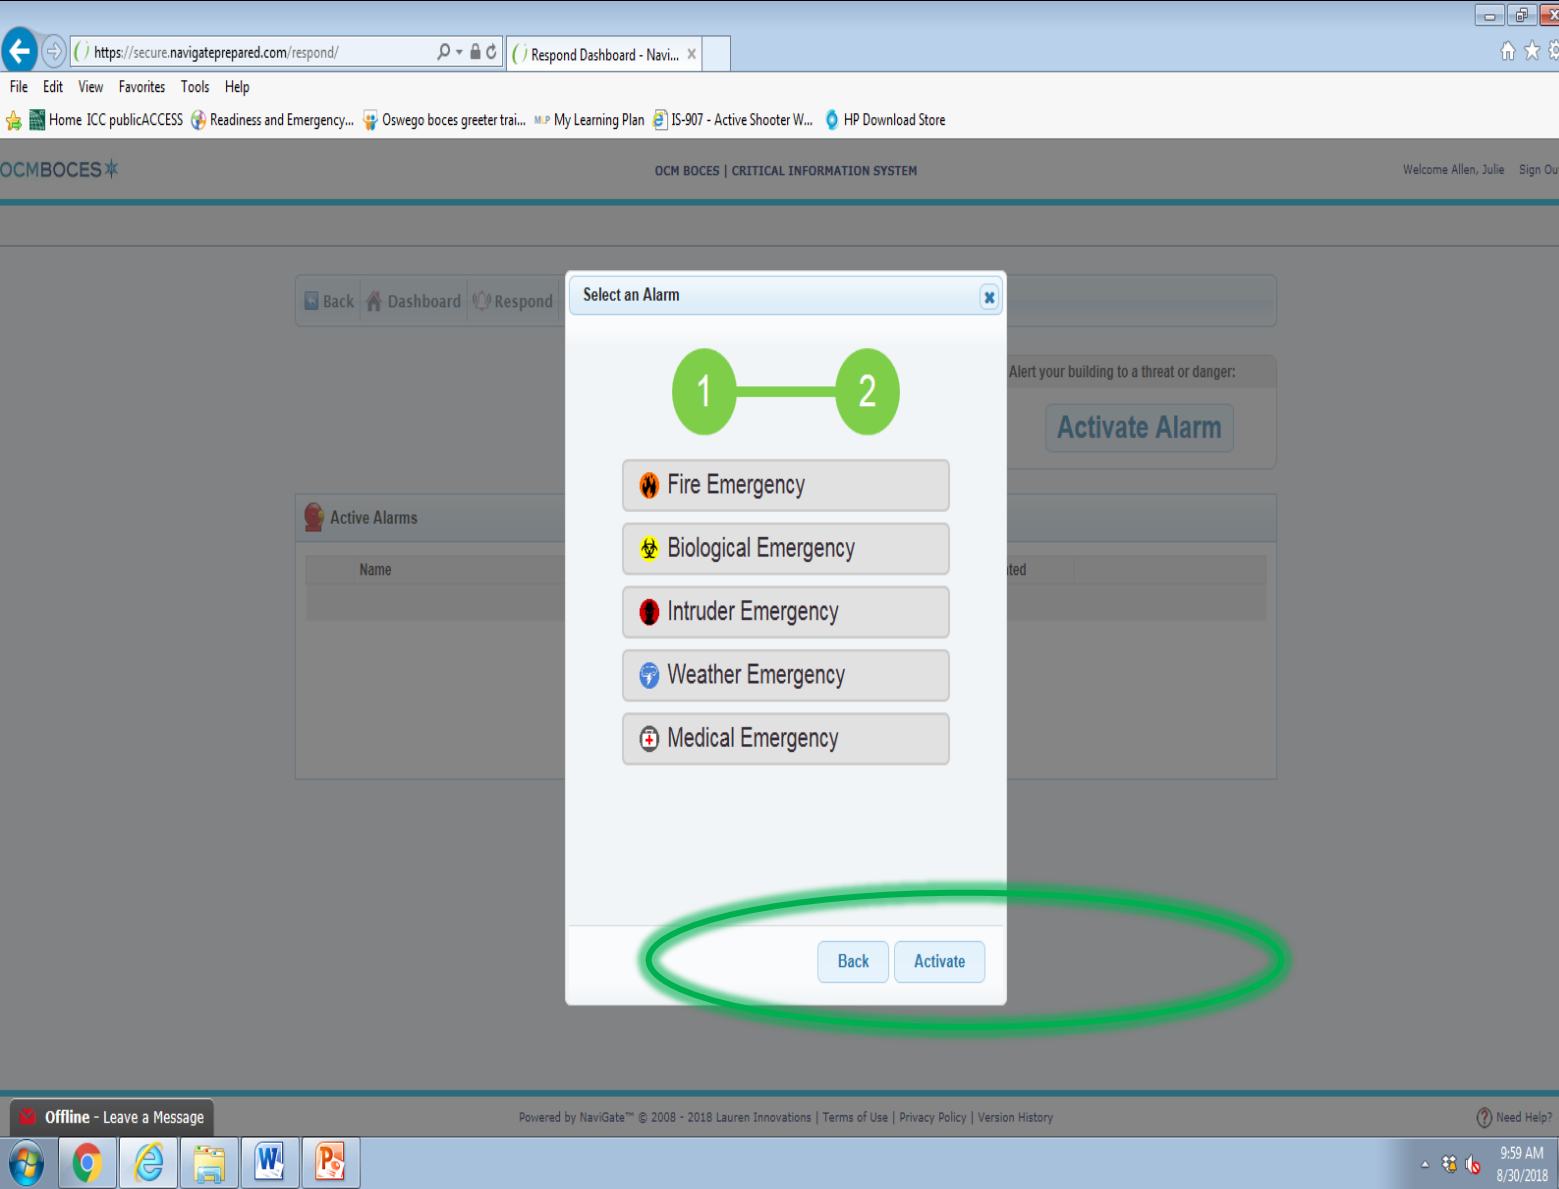 https://secure.navigateprepared.com/respond/
Respond Dashboard - Navi...
File Edit View Favorites Tools Help
Home ICC publicACCESS Readiness and Emergency... Oswego boces greeter trai... MLP My Learning Plan IS-907 - Active Shooter W... HP Download Store
OCMBOCES
OCM BOCES | CRITICAL INFORMATION SYSTEM
Welcome Allen, Julie Sign Ou
Back Dashboard Respond
Select an Alarm
1 2
Alert your building to a threat or danger:
Activate Alarm
Fire Emergency
Biological Emergency
Intruder Emergency
Weather Emergency
Medical Emergency
Active Alarms
Name
ted
Back Activate
Offline - Leave a Message
Powered by NaviGate™ © 2008 - 2018 Lauren Innovations | Terms of Use | Privacy Policy | Version History
Need Help?
9:59 AM
8/30/2018